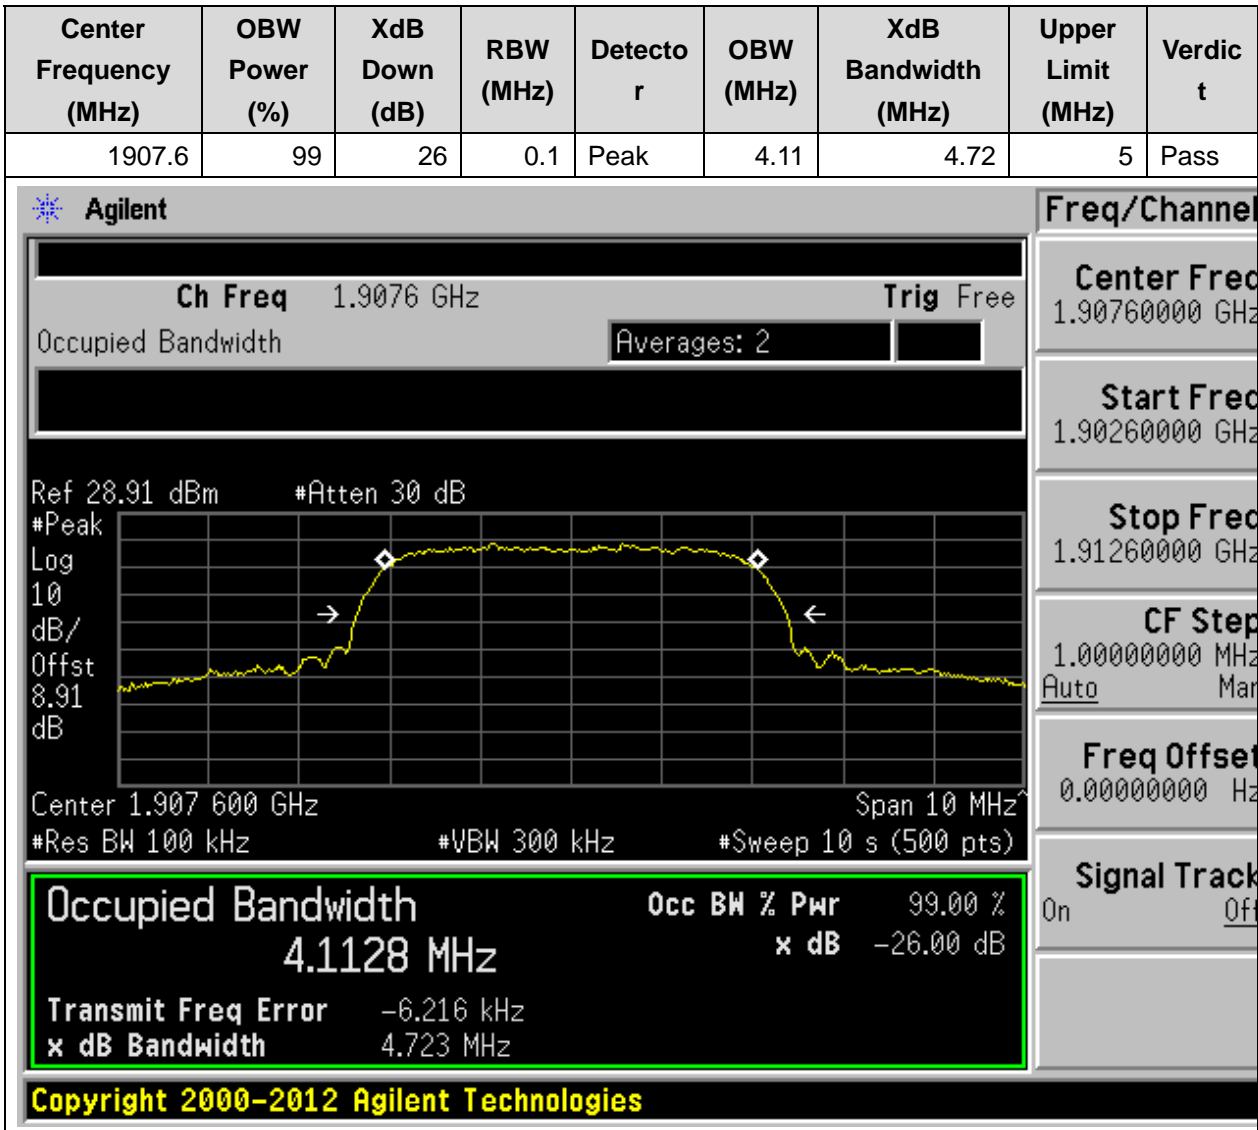 Center Frequency (MHz) OBW Power (%) XdB Down (dB) RBW (MHz) Detecto r OBW (MHz) XdB Bandwidth (MHz) Upper Limit (MHz) Verdic t
1907.6 99 26 0.1 Peak 4.11 4.72 5 Pass
Agilent
Freq/Channel
Ch Freq 1.9076 GHz Trig Free
Occupied Bandwidth Averages: 2
Center Freq
1.90760000 GHz
Start Freq
1.90260000 GHz
Stop Freq
1.91260000 GHz
CF Step
1.00000000 MHz
Auto Man
Freq Offset
0.00000000 Hz
Signal Track
On Off
Ref 28.91 dBm #Atten 30 dB
#Peak
Log
10
dB/
Offst
8.91
dB
Center 1.907 600 GHz Span 10 MHz^
#Res BW 100 kHz #VBW 300 kHz #Sweep 10 s (500 pts)
Occupied Bandwidth
4.1128 MHz
Occ BW % Pwr 99.00 %
x dB -26.00 dB
Transmit Freq Error -6.216 kHz
x dB Bandwidth 4.723 MHz
Copyright 2000-2012 Agilent Technologies